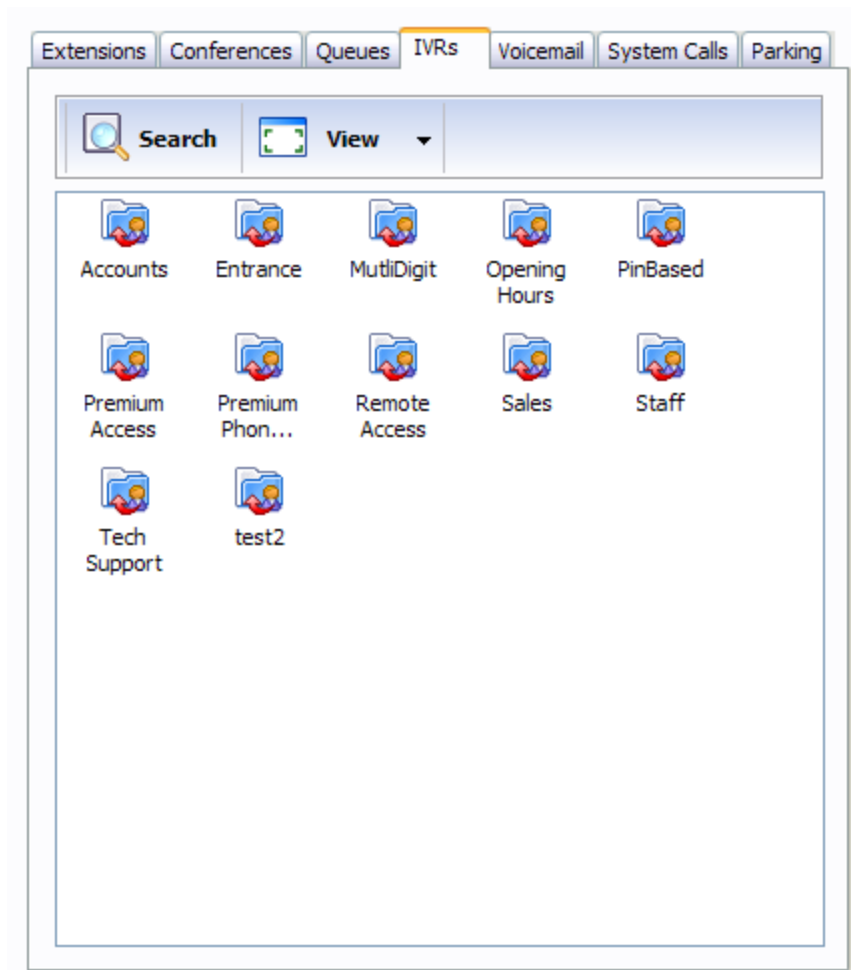 Extensions Conferences Queues IVRs Voicemail System Calls Parking
Search View
Accounts Entrance MutliDigit Opening PinBased
Hours
Premium Premium Remote Sales Staff
Access Phon... Access
Tech test2
Support